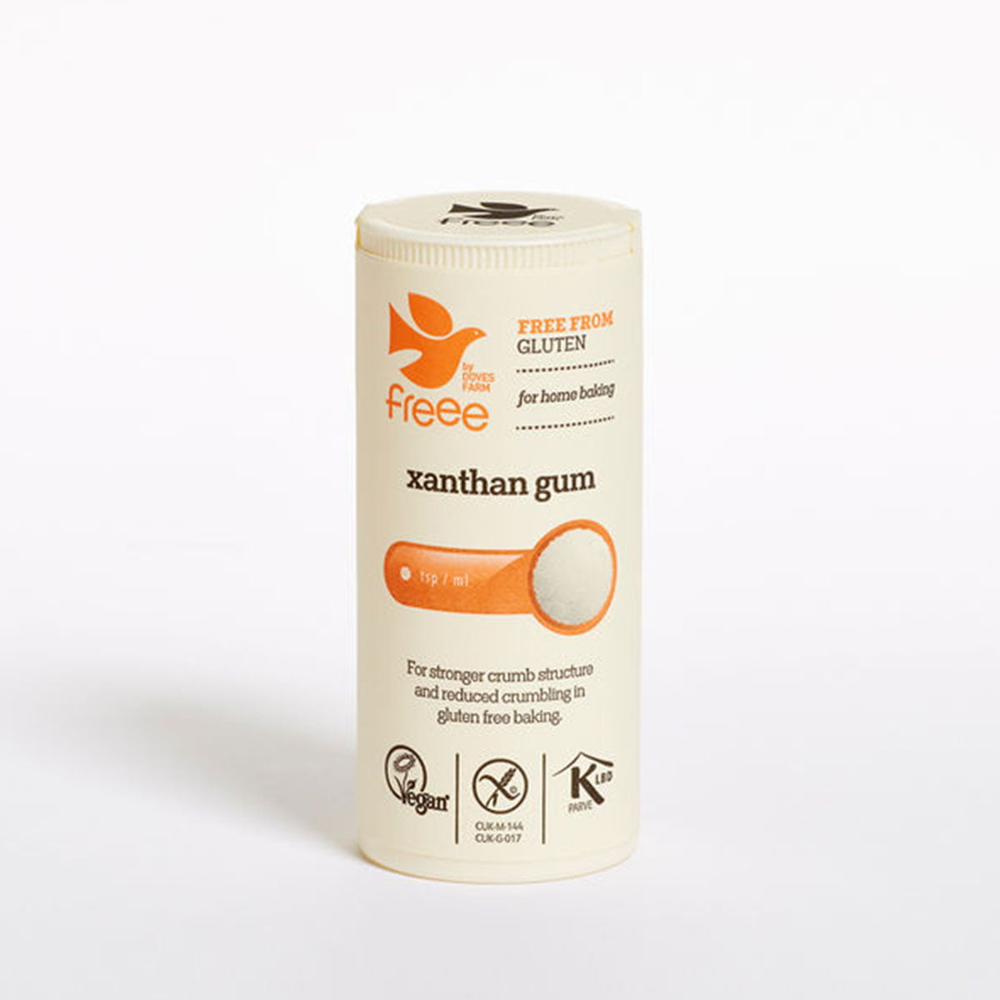 freee
by
DOVES
FARM
freee
FREE FROM
GLUTEN
for home baking
xanthan gum
tsp / ml
For stronger crumb structure
and reduced crumbling in
gluten free baking.
Vegan
CUK-M-144
CUK-G-017
K LBD
PARVE